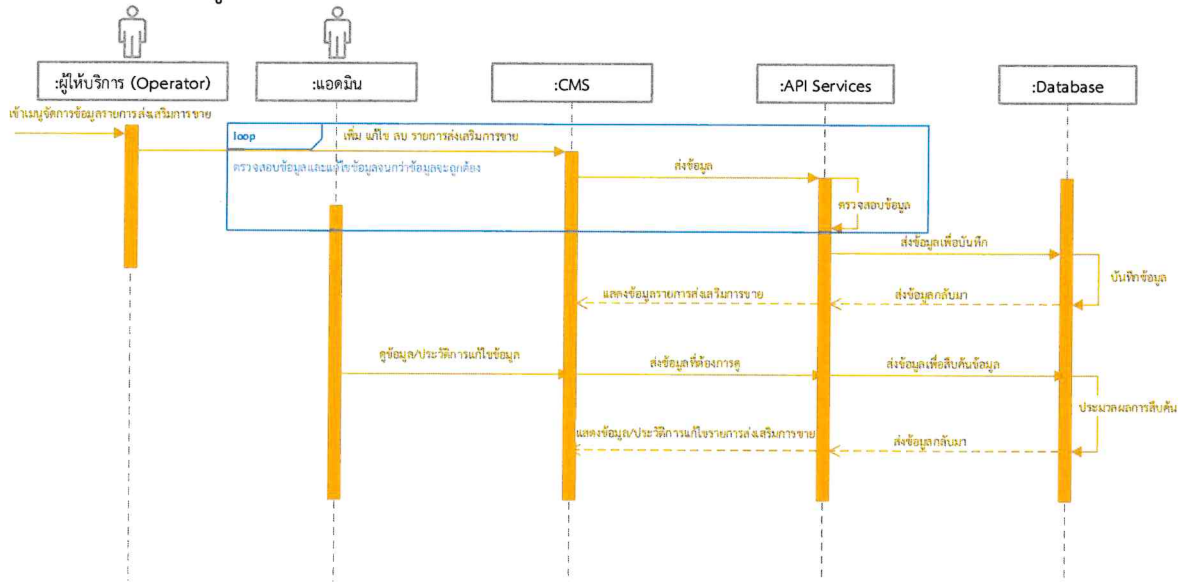 :ผู้ให้บริการ (Operator)
:แอดมิน
:CMS
:API Services
:Database
เข้าเมนูจัดการข้อมูลรายการส่งเสริมการขาย
loop
เพิ่ม แก้ไข ลบ รายการส่งเสริมการขาย
ตรวจสอบข้อมูลและแก้ไขข้อมูลจนกว่าข้อมูลจะถูกต้อง
ส่งข้อมูล
ตรวจสอบข้อมูล
ส่งข้อมูลเพื่อบันทึก
บันทึกข้อมูล
แสดงข้อมูลรายการส่งเสริมการขาย
ส่งข้อมูลกลับมา
ดูข้อมูล/ประวัติการแก้ไขข้อมูล
ส่งข้อมูลที่ต้องการดู
ส่งข้อมูลเพื่อสืบค้นข้อมูล
ประมวลผลการสืบค้น
แสดงข้อมูล/ประวัติการแก้ไขรายการส่งเสริมการขาย
ส่งข้อมูลกลับมา